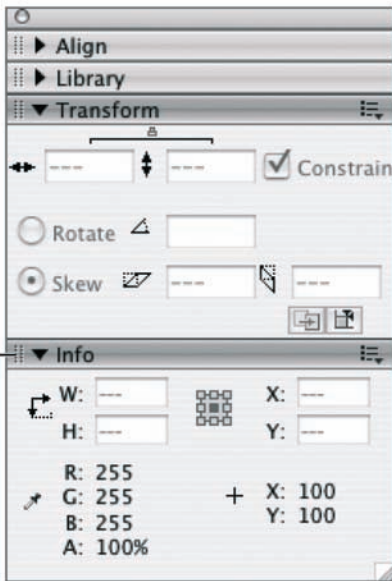 Align
Library
Transform
--- --- Constrain
Rotate
Skew --- ---
Info
W: --- X: ---
H: --- Y: ---
R: 255
G: 255 X: 100
B: 255 Y: 100
A: 100%